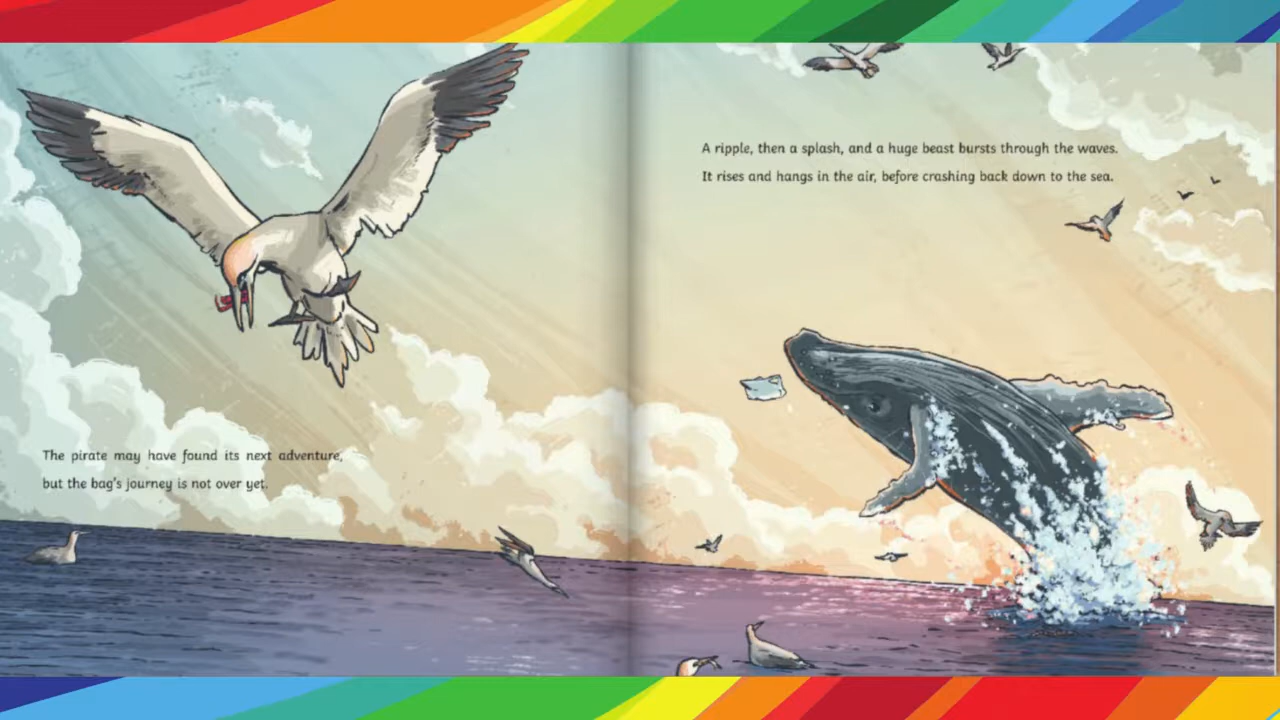 The pirate may have found its next adventure,
but the bag's journey is not over yet.
A ripple, then a splash, and a huge beast bursts through the waves.
It rises and hangs in the air, before crashing back down to the sea.